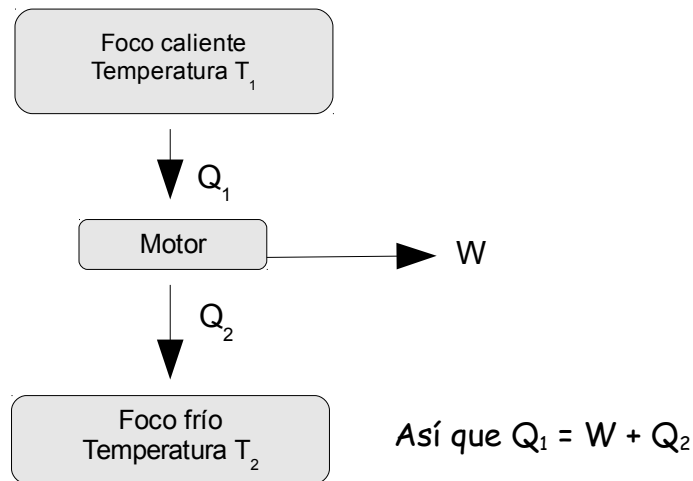 Foco caliente
Temperatura T₁
Q₁
Motor
W
Q₂
Foco frío
Temperatura T₂
Así que Q₁ = W + Q₂